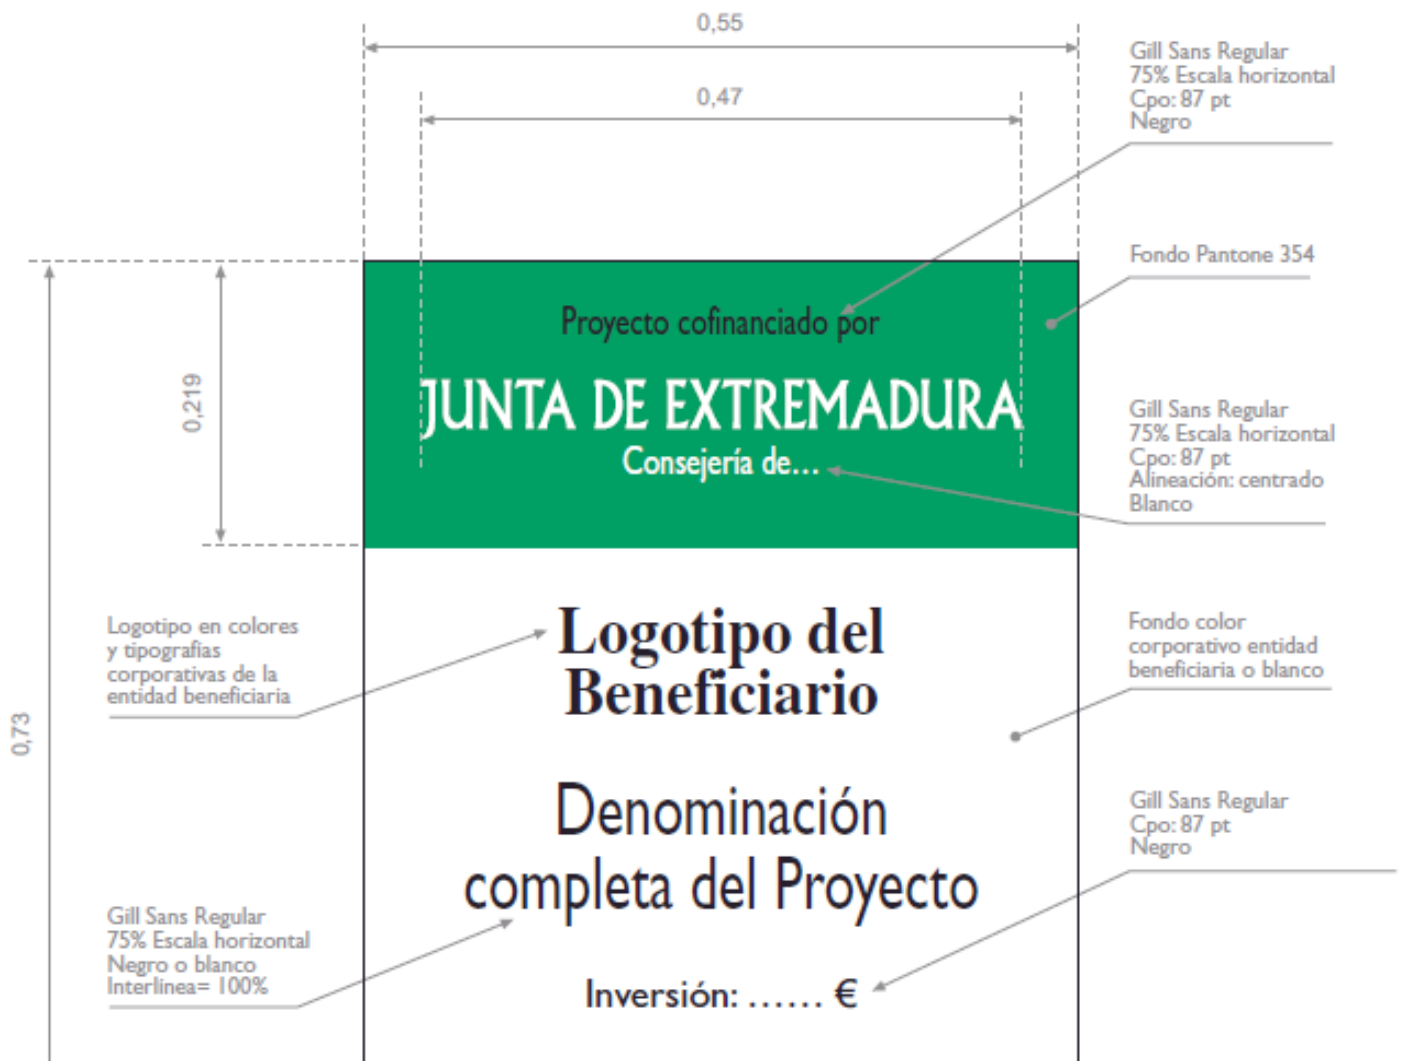 0,55
0,47
Gill Sans Regular
75% Escala horizontal
Cpo: 87 pt
Negro
Fondo Pantone 354
Proyecto cofinanciado por
0,219
JUNTA DE EXTREMADURA
Consejería de...
Gill Sans Regular
75% Escala horizontal
Cpo: 87 pt
Alineación: centrado
Blanco
Logotipo en colores
y tipografías
corporativas de la
entidad beneficiaria
Logotipo del
Beneficiario
Fondo color
corporativo entidad
beneficiaria o blanco
0,73
Denominación
completa del Proyecto
Gill Sans Regular
Cpo: 87 pt
Negro
Gill Sans Regular
75% Escala horizontal
Negro o blanco
Interlínea= 100%
Inversión: ...... €